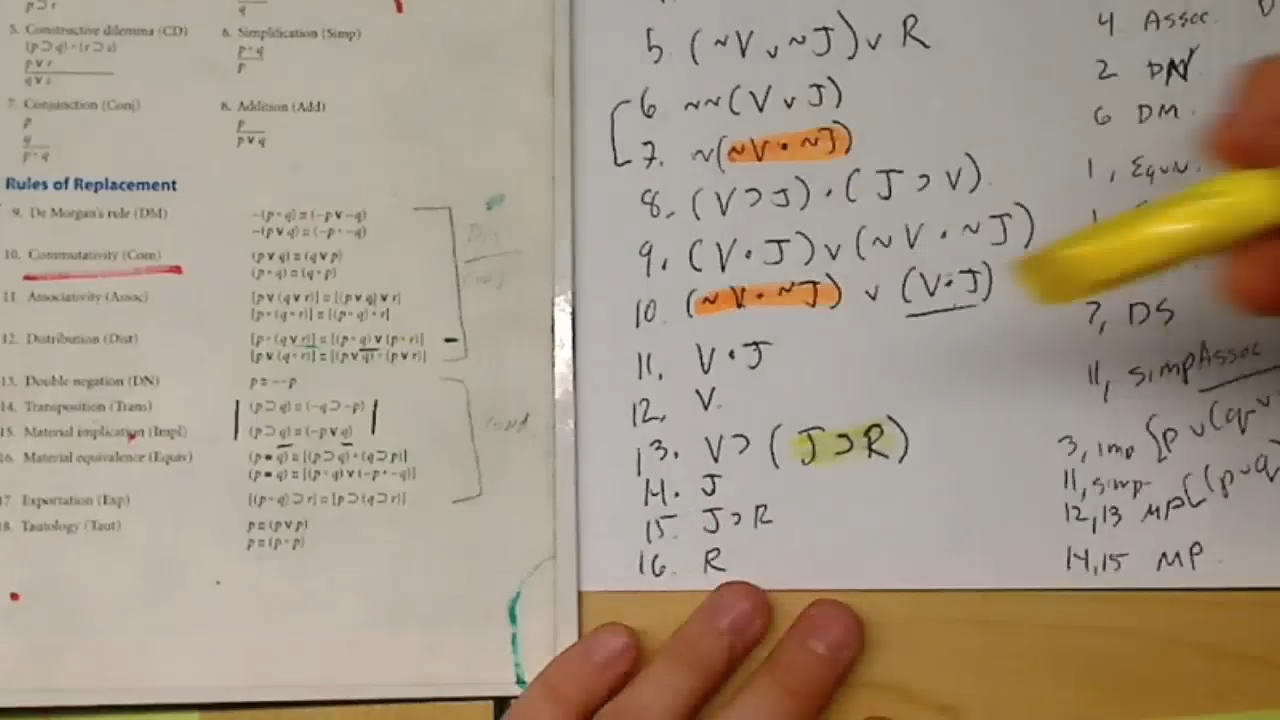 p ⊃ r
q
5. Constructive dilemma (CD)
(p ⊃ q) • (r ⊃ s)
p ∨ r
q ∨ s
6. Simplification (Simp)
p • q
p
7. Conjunction (Conj)
p
q
p • q
8. Addition (Add)
p
p ∨ q
Rules of Replacement
9. De Morgan's rule (DM)
~(p • q) ≡ (~p ∨ ~q)
~(p ∨ q) ≡ (~p • ~q)
10. Commutativity (Com)
(p ∨ q) ≡ (q ∨ p)
(p • q) ≡ (q • p)
11. Associativity (Assoc)
[p ∨ (q ∨ r)] ≡ [(p ∨ q) ∨ r]
[p • (q • r)] ≡ [(p • q) • r]
12. Distribution (Dist)
[p • (q ∨ r)] ≡ [(p • q) ∨ (p • r)]
[p ∨ (q • r)] ≡ [(p ∨ q) • (p ∨ r)]
13. Double negation (DN)
p ≡ ~~p
14. Transposition (Trans)
(p ⊃ q) ≡ (~q ⊃ ~p)
15. Material implication (Impl)
(p ⊃ q) ≡ (~p ∨ q)
16. Material equivalence (Equiv)
(p ≡ q) ≡ [(p ⊃ q) • (q ⊃ p)]
(p ≡ q) ≡ [(p • q) ∨ (~p • ~q)]
17. Exportation (Exp)
[(p • q) ⊃ r] ≡ [p ⊃ (q ⊃ r)]
18. Tautology (Taut)
p ≡ (p ∨ p)
p ≡ (p • p)
5. (~V ∨ ~J) ∨ R
4 Assoc.
6 ~~(V ∨ J)
2 DN
7. ~(~V • ~J)
6 DM.
8. (V ⊃ J) • (J ⊃ V)
1, Equiv.
9. (V • J) ∨ (~V • ~J)
10. (~V • ~J) ∨ (V • J)
7, DS
11. V • J
11, simp Assoc
12. V.
13. V ⊃ (J ⊃ R)
3, imp [p ∨ (q ∨
14. J
11, simp
15. J ⊃ R
12, 13 MP [(p ∨ q)
16. R
14, 15 MP.